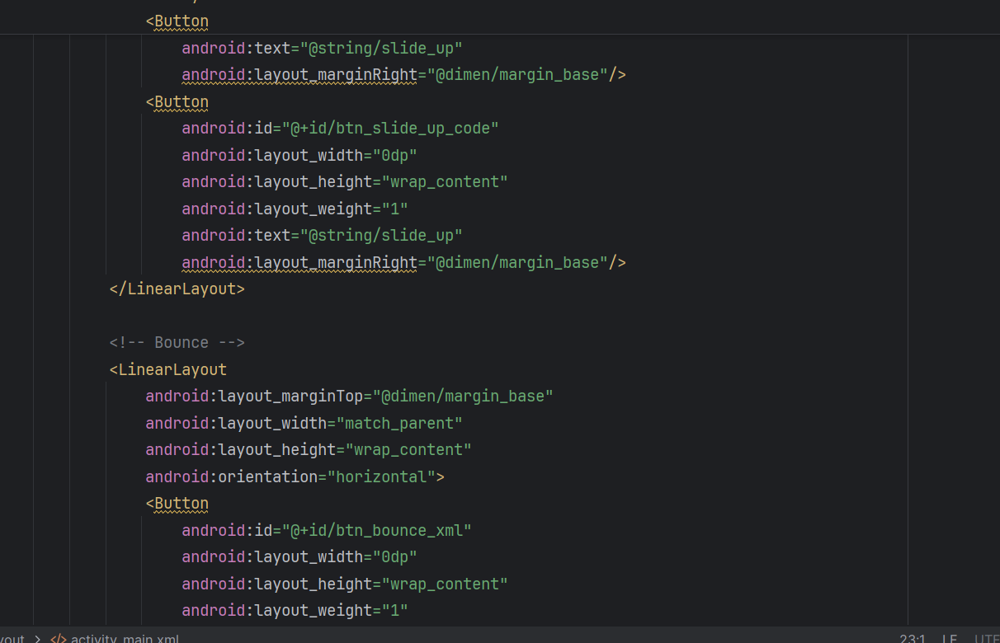 <Button
android:text="@string/slide_up"
android:layout_marginRight="@dimen/margin_base"/>
<Button
android:id="@+id/btn_slide_up_code"
android:layout_width="0dp"
android:layout_height="wrap_content"
android:layout_weight="1"
android:text="@string/slide_up"
android:layout_marginRight="@dimen/margin_base"/>
</LinearLayout>
<!-- Bounce -->
<LinearLayout
android:layout_marginTop="@dimen/margin_base"
android:layout_width="match_parent"
android:layout_height="wrap_content"
android:orientation="horizontal">
<Button
android:id="@+id/btn_bounce_xml"
android:layout_width="0dp"
android:layout_height="wrap_content"
android:layout_weight="1"
yout > </> activity_main.xml 23:1 LF UTF